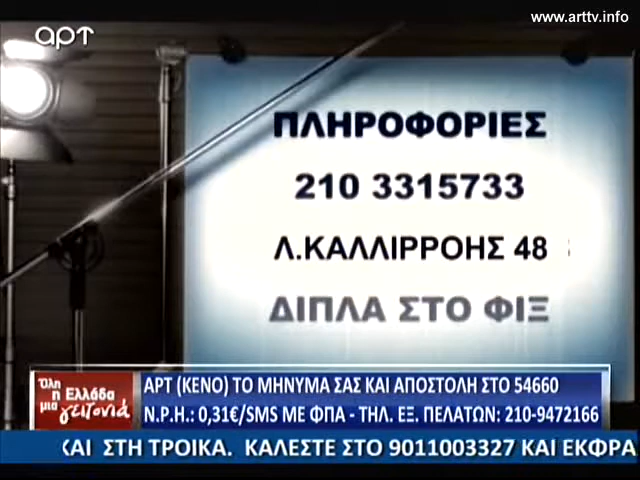 www.arttv.info
αρτ
ΠΛΗΡΟΦΟΡΙΕΣ
210 3315733
Λ.ΚΑΛΛΙΡΡΟΗΣ 48
ΔΙΠΛΑ ΣΤΟ ΦΙΞ
Όλη η Ελλάδα
μια γειτονιά
ΑΡΤ (ΚΕΝΟ) ΤΟ ΜΗΝΥΜΑ ΣΑΣ ΚΑΙ ΑΠΟΣΤΟΛΗ ΣΤΟ 54660
Ν.Ρ.Η.: 0,31€/SMS ΜΕ ΦΠΑ - ΤΗΛ. ΕΞ. ΠΕΛΑΤΩΝ: 210-9472166
ΚΑΙ ΣΤΗ ΤΡΟΙΚΑ. ΚΑΛΕΣΤΕ ΣΤΟ 9011003327 ΚΑΙ ΕΚΦΡΑ